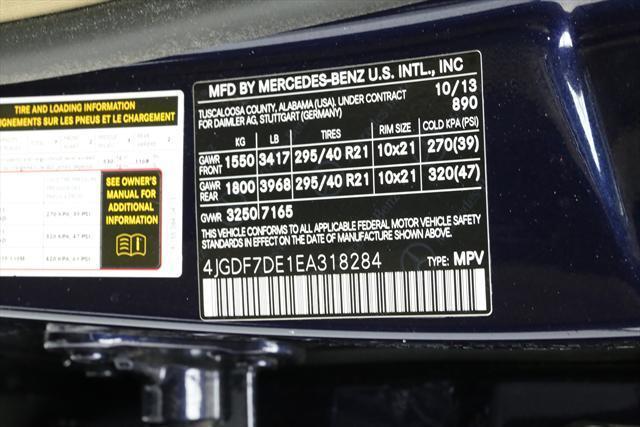 TIRE AND LOADING INFORMATION
SEIGNEMENTS SUR LES PNEUS ET LE CHARGEMENT
SEE OWNER'S
MANUAL FOR
ADDITIONAL
INFORMATION
MFD BY MERCEDES-BENZ U.S. INTL., INC
TUSCALOOSA COUNTY, ALABAMA (USA), UNDER CONTRACT 10/13
FOR DAIMLER AG, STUTTGART (GERMANY) 890
KG LB TIRES RIM SIZE COLD KPA (PSI)
GAWR FRONT 1550 3417 295/40 R21 10x21 270(39)
GAWR REAR 1800 3968 295/40 R21 10x21 320(47)
GVWR 3250 7165
THIS VEHICLE CONFORMS TO ALL APPLICABLE FEDERAL MOTOR VEHICLE SAFETY
STANDARDS IN EFFECT ON THE DATE OF MANUFACTURE SHOWN ABOVE.
4JGDF7DE1EA318284 TYPE: MPV